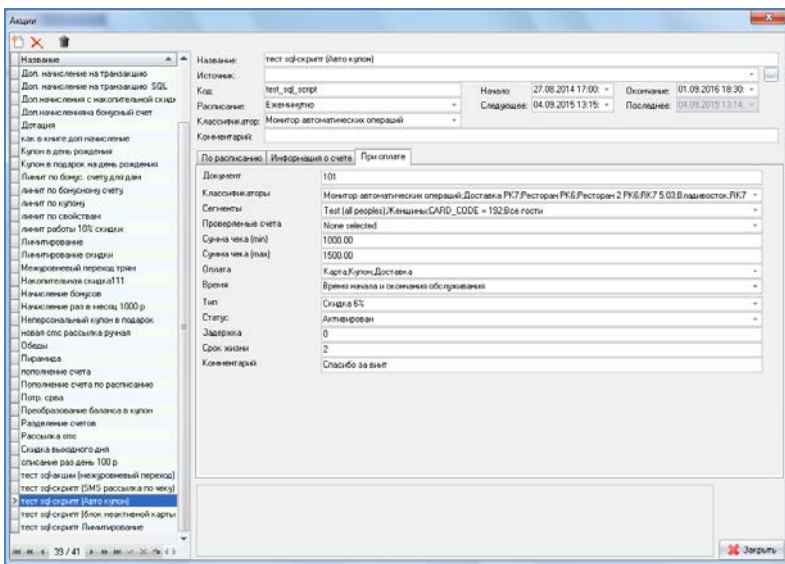 Акции
Название
Доп. начисление на транзакцию
Доп. начисление на транзакцию SQL
Доп.начисления с накопительной скидк
Доп.начисленияна бонусный счет
Дотация
как в книге доп.начисление
Купон в день рождения
Купон в подарок на день рождения
Лимит по бонус. счету для дам
лимит по бонусному счету
лимит по купону
лимит по свойствам
лимит работы 10% скидки
Лимитирование
Лимитирование скидки
Межуровневый переход трям
Накопительная скидка111
Начисление бонусов
Начисление раз в месяц 1000 р
Неперсональный купон в подарок
новая смс рассылка ручная
Обеды
Пирамида
пополнение счета
Пополнение счета по расписанию
Потр. срва
Преобразование баланса в купон
Разделение счетов
Рассылка sms
Скидка выходного дня
списание раз день 100 р
тест sql-акции (межуровневый переход)
тест sql-скрипт (SMS рассылка по чеку)
тест sql-скрипт (Авто купон)
тест sql-скрипт (блок неактивной карты
тест sql-скрипт Лимитирование
39 / 41
Название: тест sql-скрипт (Авто купон)
Источник:
Код: test_sql_script Начало: 27.08.2014 17:00: Окончание: 01.09.2016 18:30:
Расписание: Ежеминутно Следующее: 04.09.2015 13:15: Последнее: 04.09.2015 13:14:
Классификатор: Монитор автоматических операций
Комментарий:
По расписанию Информация о счете При оплате
Документ 101
Классификаторы Монитор автоматических операций;Доставка РК7;Ресторан РК6;Ресторан 2 РК6;RK7 5.03;Владивосток;RK7
Сегменты Test (all peoples);Женщины;CARD_CODE = 192;Все гости
Проверяемые счета None selected
Сумма чека (min) 1000.00
Сумма чека (max) 1500.00
Оплата Карта;Купон;Доставка
Время Время начала и окончания обслуживания
Тип Скидка 6%
Статус Активирован
Задержка 0
Срок жизни 2
Комментарий Спасибо за виит
Закрыть